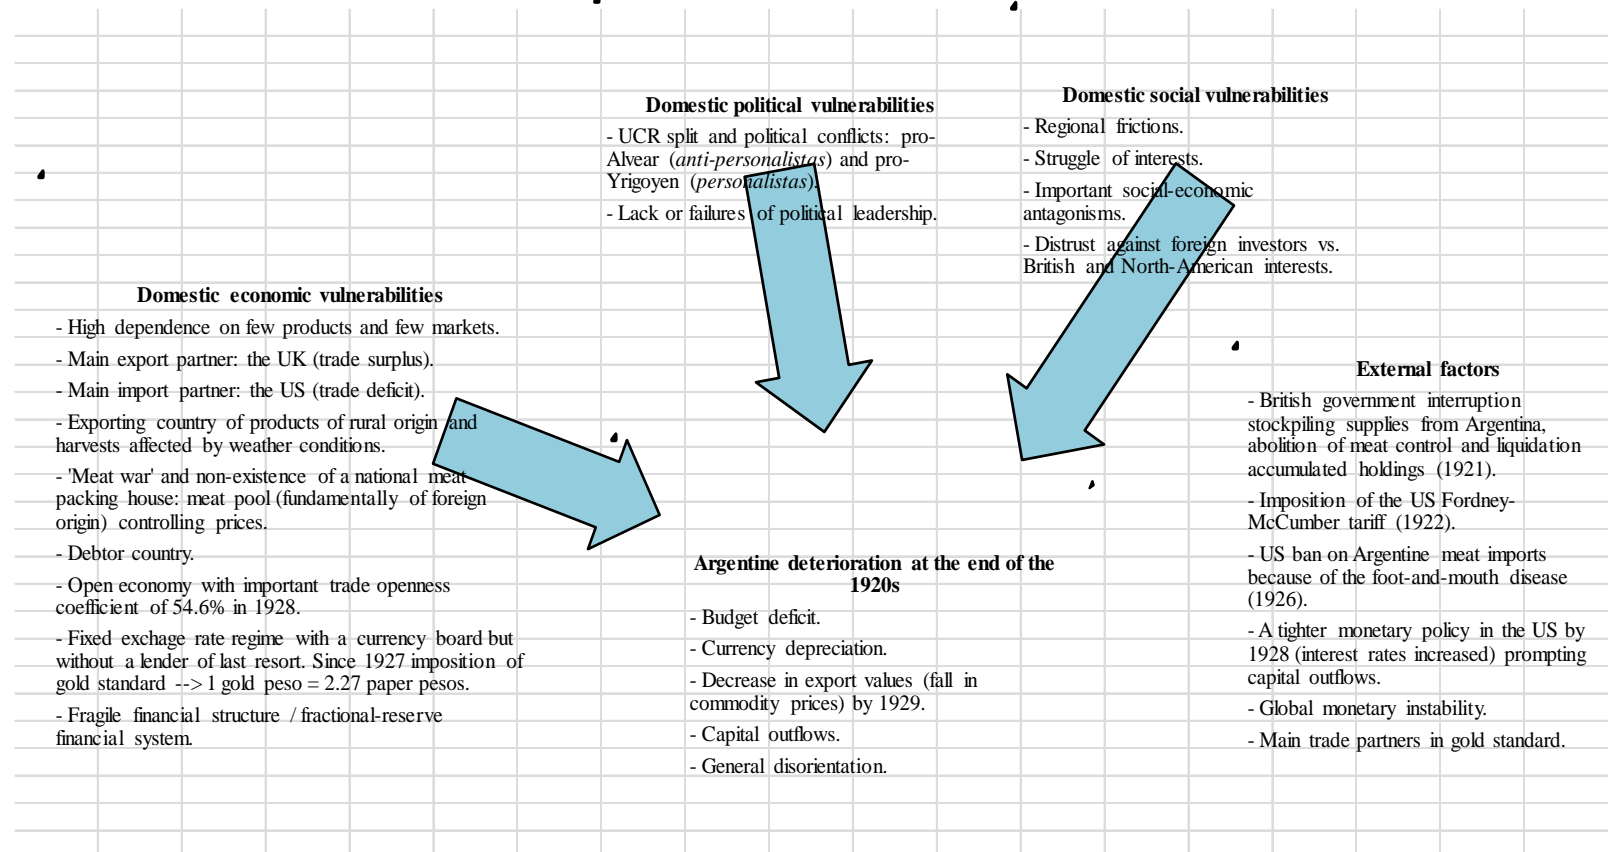 Domestic political vulnerabilities
- UCR split and political conflicts: pro-
Alvear (anti-personalistas) and pro-
Yrigoyen (personalistas).
- Lack or failures of political leadership.
Domestic social vulnerabilities
- Regional frictions.
- Struggle of interests.
- Important social-economic
antagonisms.
- Distrust against foreign investors vs.
British and North-American interests.
Domestic economic vulnerabilities
- High dependence on few products and few markets.
- Main export partner: the UK (trade surplus).
- Main import partner: the US (trade deficit).
- Exporting country of products of rural origin and
harvests affected by weather conditions.
- 'Meat war' and non-existence of a national meat
packing house: meat pool (fundamentally of foreign
origin) controlling prices.
- Debtor country.
- Open economy with important trade openness
coefficient of 54.6% in 1928.
- Fixed exchage rate regime with a currency board but
without a lender of last resort. Since 1927 imposition of
gold standard --> 1 gold peso = 2.27 paper pesos.
- Fragile financial structure / fractional-reserve
financial system.
Argentine deterioration at the end of the
1920s
- Budget deficit.
- Currency depreciation.
- Decrease in export values (fall in
commodity prices) by 1929.
- Capital outflows.
- General disorientation.
External factors
- British government interruption
stockpiling supplies from Argentina,
abolition of meat control and liquidation
accumulated holdings (1921).
- Imposition of the US Fordney-
McCumber tariff (1922).
- US ban on Argentine meat imports
because of the foot-and-mouth disease
(1926).
- A tighter monetary policy in the US by
1928 (interest rates increased) prompting
capital outflows.
- Global monetary instability.
- Main trade partners in gold standard.